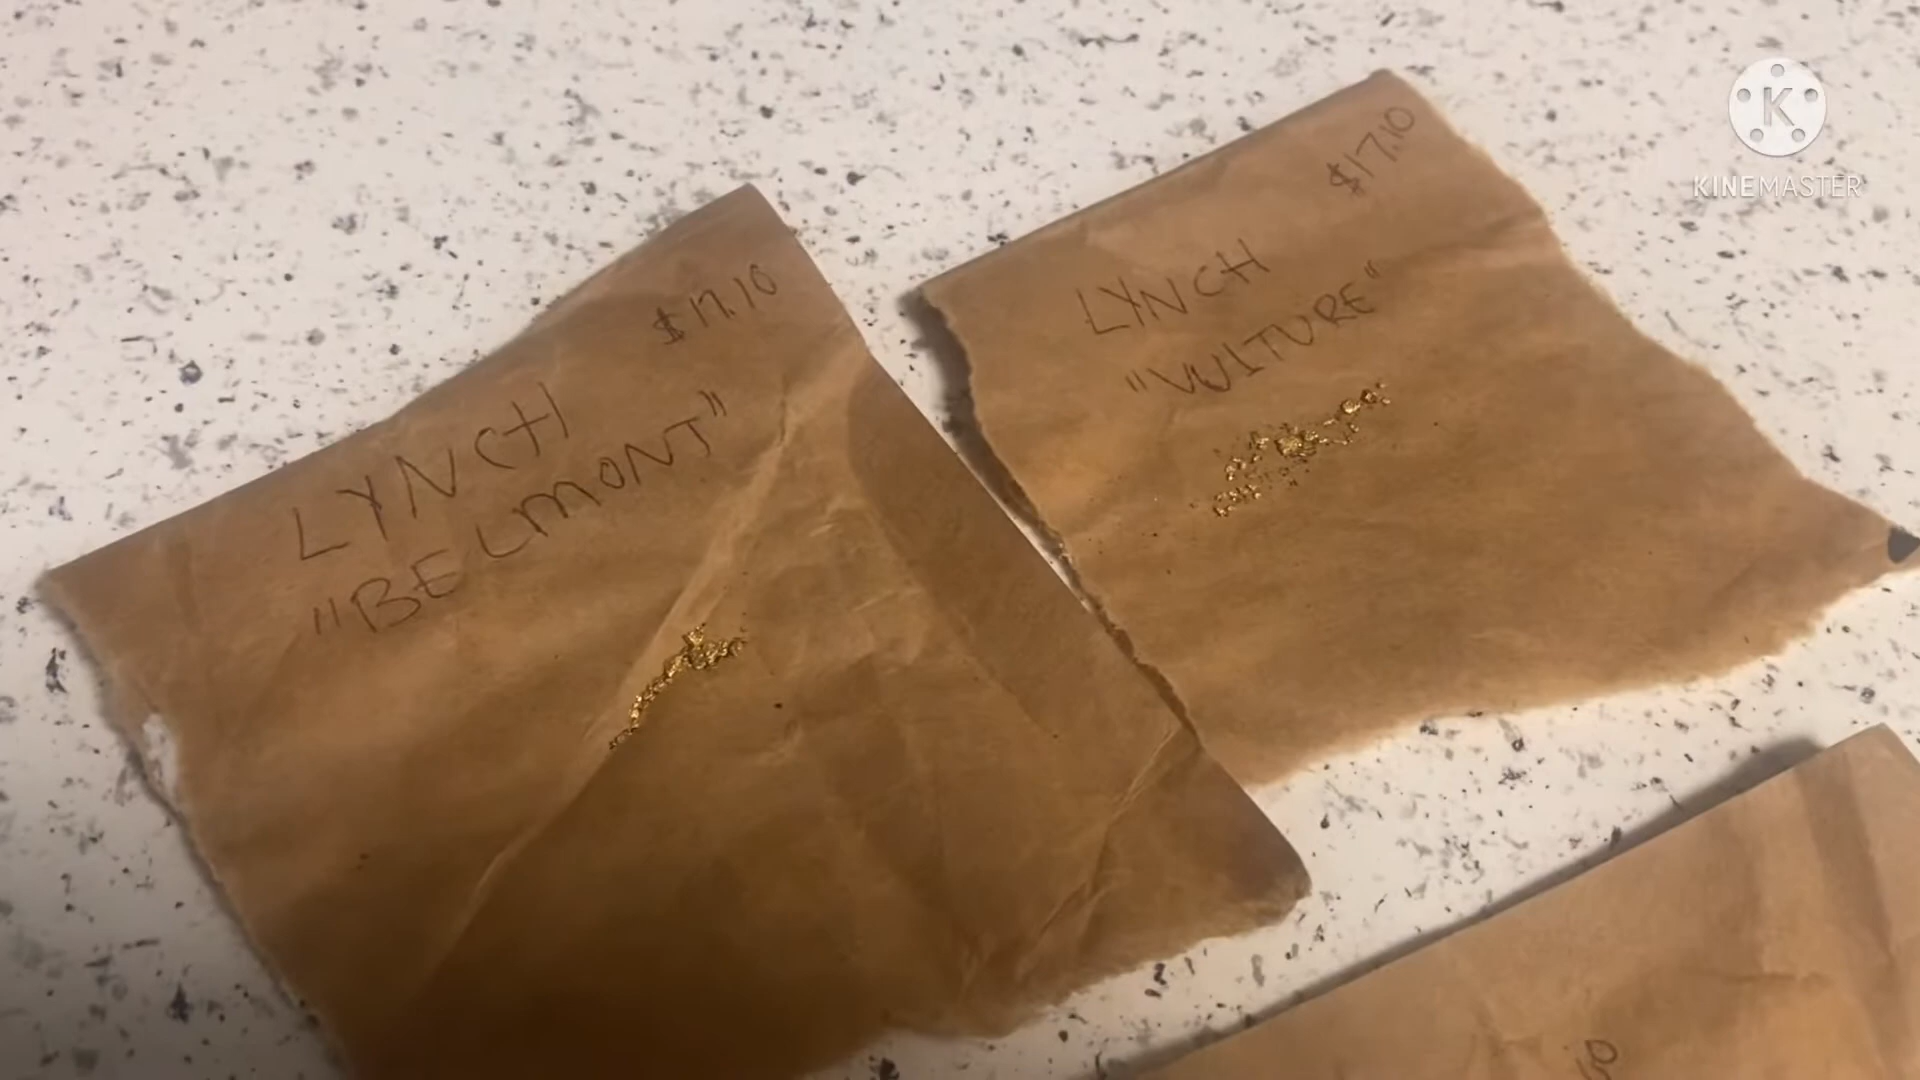 $17.10
LYNCH
"BELMONT"
$17.10
LYNCH
"VULTURE"
K
KINEMASTER